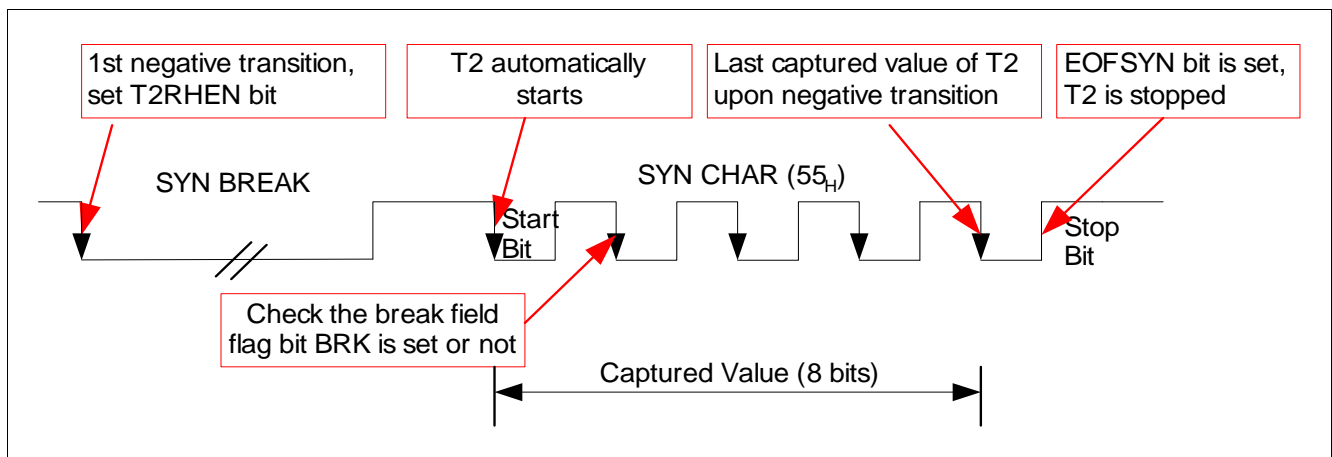 1st negative transition,
set T2RHEN bit
T2 automatically
starts
Last captured value of T2
upon negative transition
EOFSYN bit is set,
T2 is stopped
SYN BREAK
SYN CHAR (55H)
Start
Bit
Stop
Bit
Check the break field
flag bit BRK is set or not
Captured Value (8 bits)